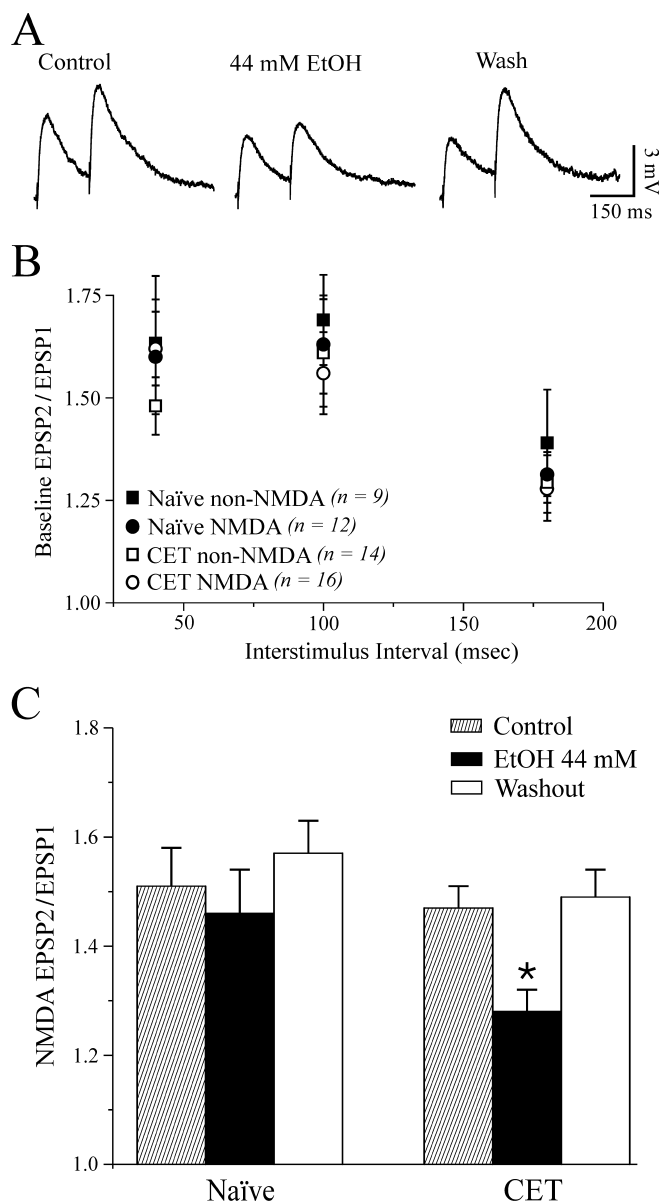 A
Control
44 mM EtOH
Wash
3 mV
150 ms
B
Baseline EPSP2/EPSP1
1.75
1.50
1.25
1.00
Naïve non-NMDA (n = 9)
Naïve NMDA (n = 12)
CET non-NMDA (n = 14)
CET NMDA (n = 16)
50
100
150
200
Interstimulus Interval (msec)
C
NMDA EPSP2/EPSP1
1.8
1.6
1.4
1.2
1.0
Control
EtOH 44 mM
Washout
*
Naïve
CET